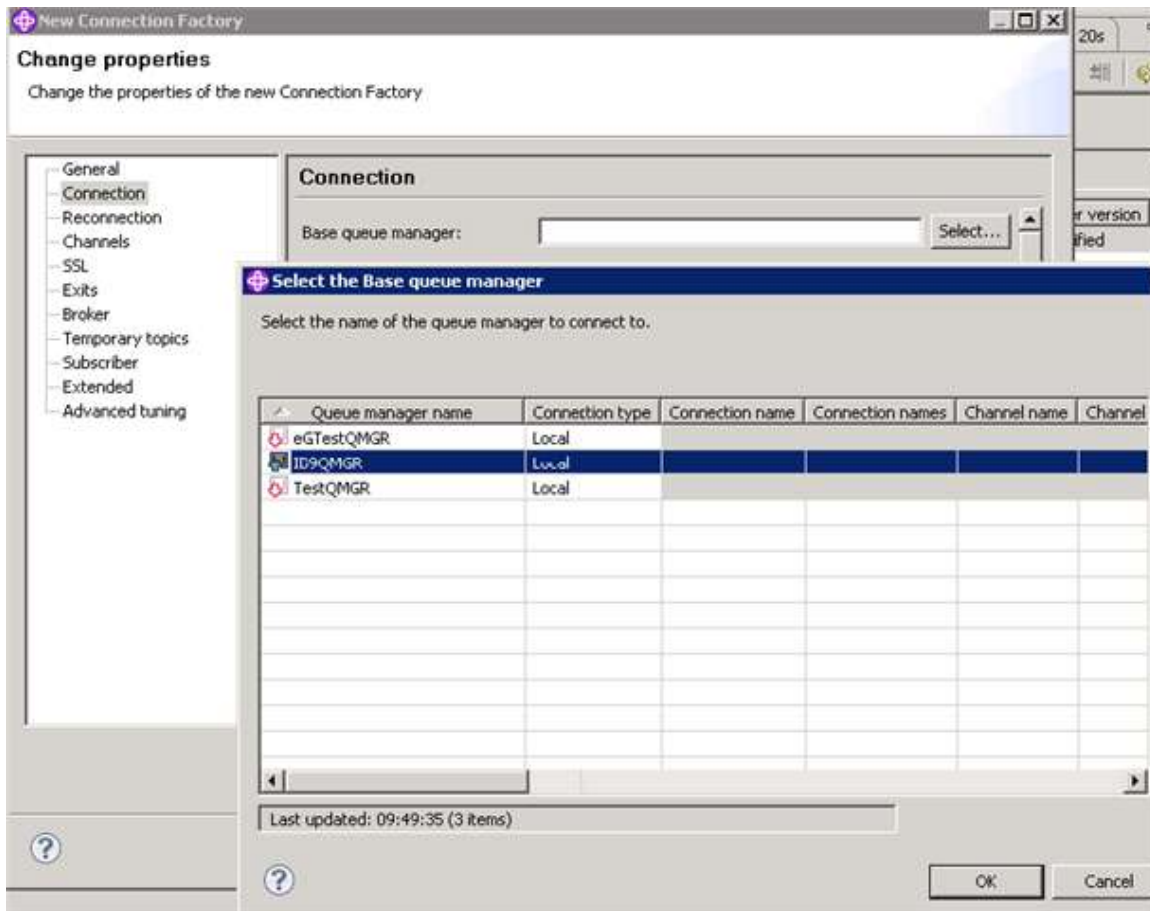 New Connection Factory
20s
Change properties
Change the properties of the new Connection Factory
General
Connection
Reconnection
Channels
SSL
Exits
Broker
Temporary topics
Subscriber
Extended
Advanced tuning
Connection
Base queue manager:
Select...
r version
ified
Select the Base queue manager
Select the name of the queue manager to connect to.
Queue manager name Connection type Connection name Connection names Channel name Channel
eGTestQMGR Local
ID9QMGR Local
TestQMGR Local
Last updated: 09:49:35 (3 items)
OK Cancel